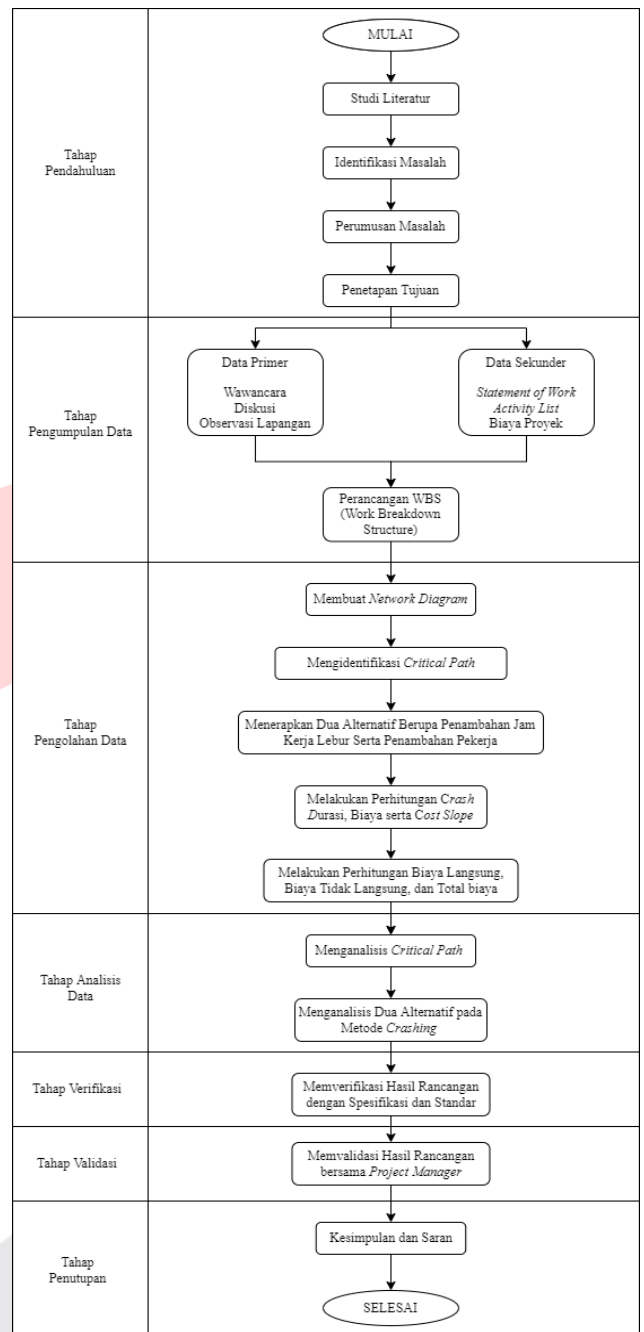 Tahap
Pendahuluan
MULAI
Studi Literatur
Identifikasi Masalah
Perumusan Masalah
Penetapan Tujuan
Tahap
Pengumpulan Data
Data Primer
Wawancara
Diskusi
Observasi Lapangan
Data Sekunder
Statement of Work
Activity List
Biaya Proyek
Perancangan WBS
(Work Breakdown
Structure)
Tahap
Pengolahan Data
Membuat Network Diagram
Mengidentifikasi Critical Path
Menerapkan Dua Alternatif Berupa Penambahan Jam
Kerja Lebur Serta Penambahan Pekerja
Melakukan Perhitungan Crash
Durasi, Biaya serta Cost Slope
Melakukan Perhitungan Biaya Langsung,
Biaya Tidak Langsung, dan Total biaya
Tahap Analisis
Data
Menganalisis Critical Path
Menganalisis Dua Alternatif pada
Metode Crashing
Tahap Verifikasi
Memverifikasi Hasil Rancangan
dengan Spesifikasi dan Standar
Tahap Validasi
Memvalidasi Hasil Rancangan
bersama Project Manager
Tahap
Penutupan
Kesimpulan dan Saran
SELESAI